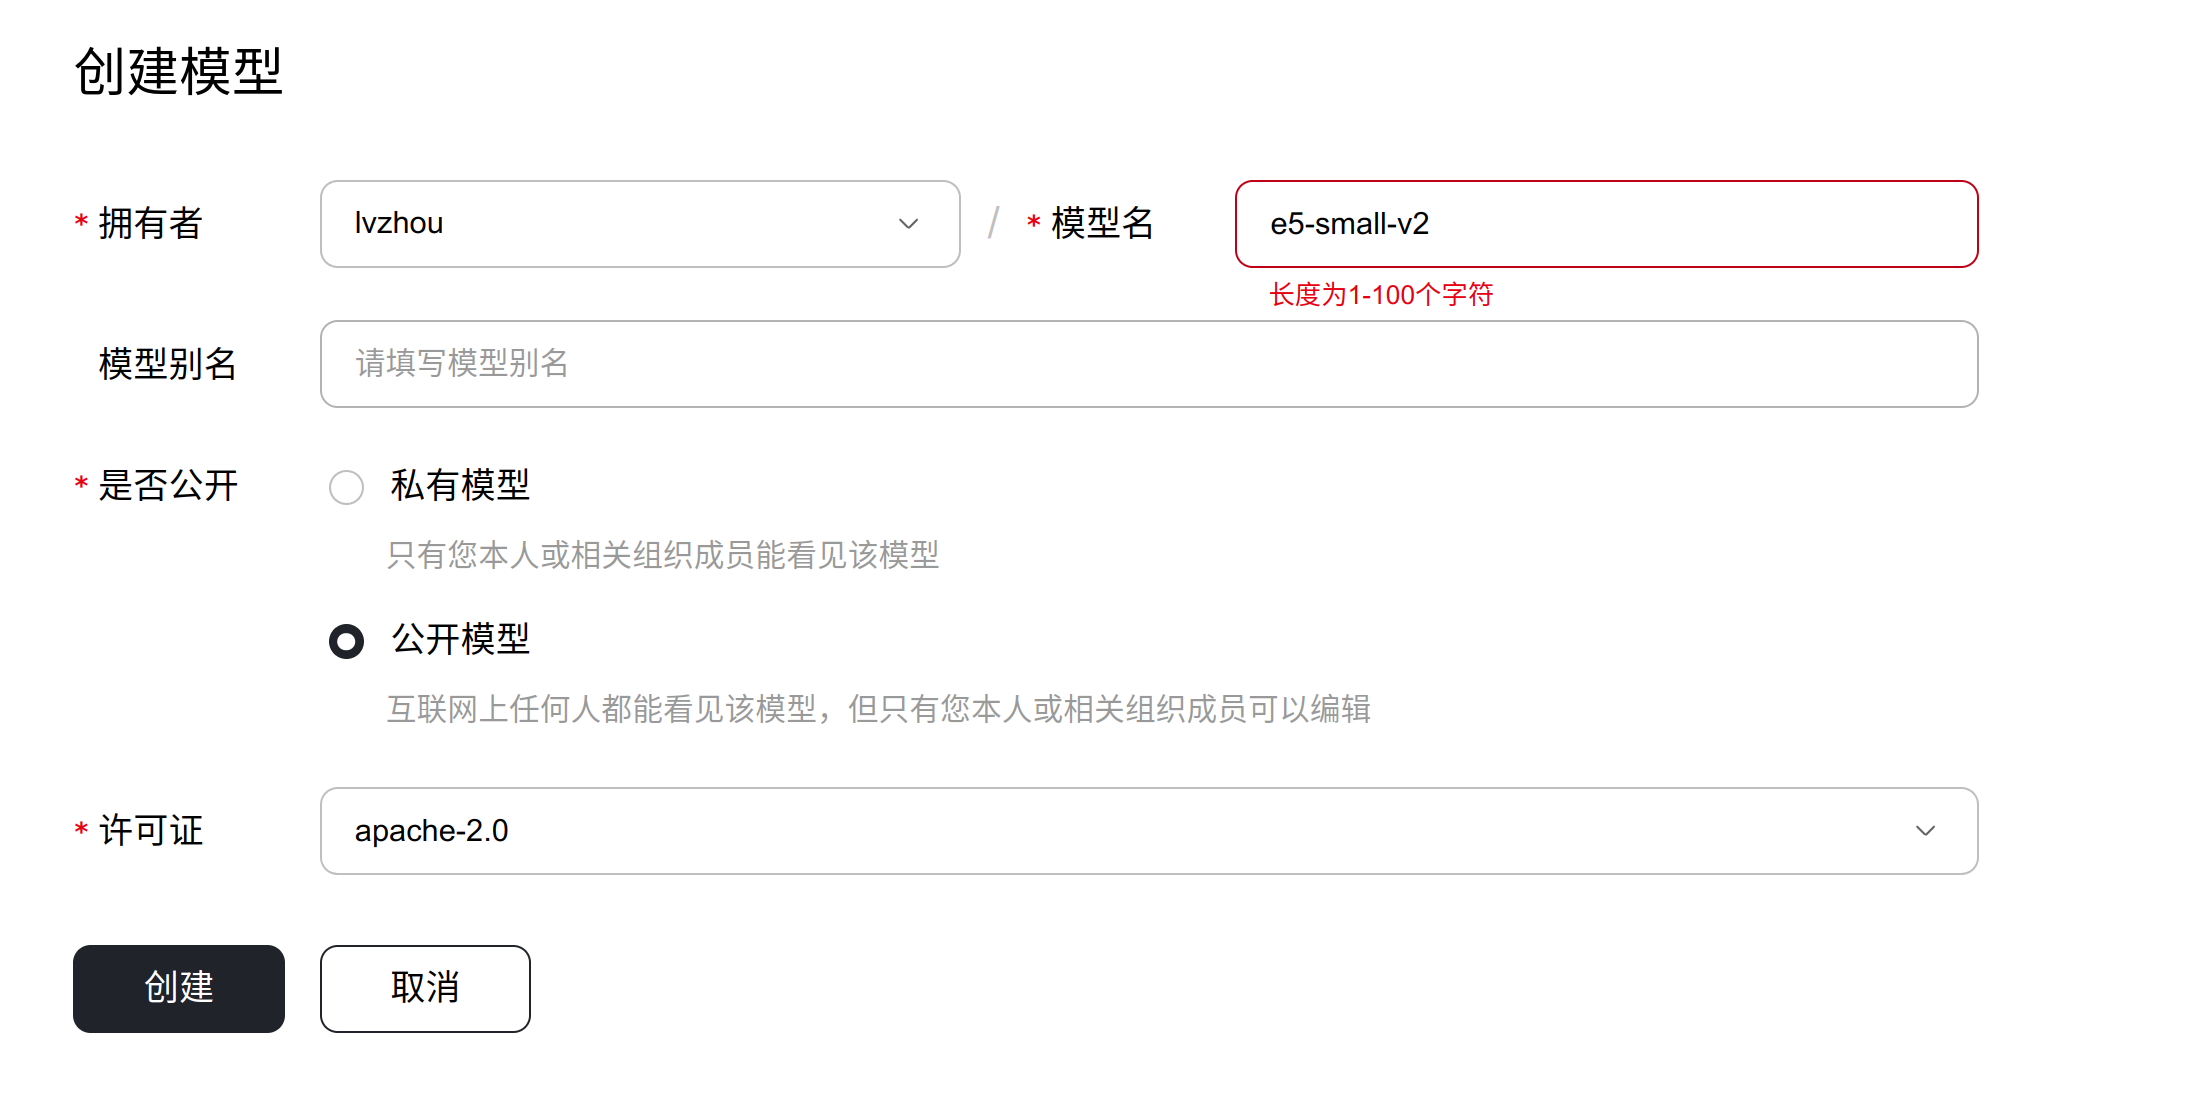 创建模型
* 拥有者 lvzhou / * 模型名 e5-small-v2
长度为1-100个字符
模型别名 请填写模型别名
* 是否公开 私有模型
只有您本人或相关组织成员能看见该模型
公开模型
互联网上任何人都能看见该模型，但只有您本人或相关组织成员可以编辑
* 许可证 apache-2.0
创建 取消